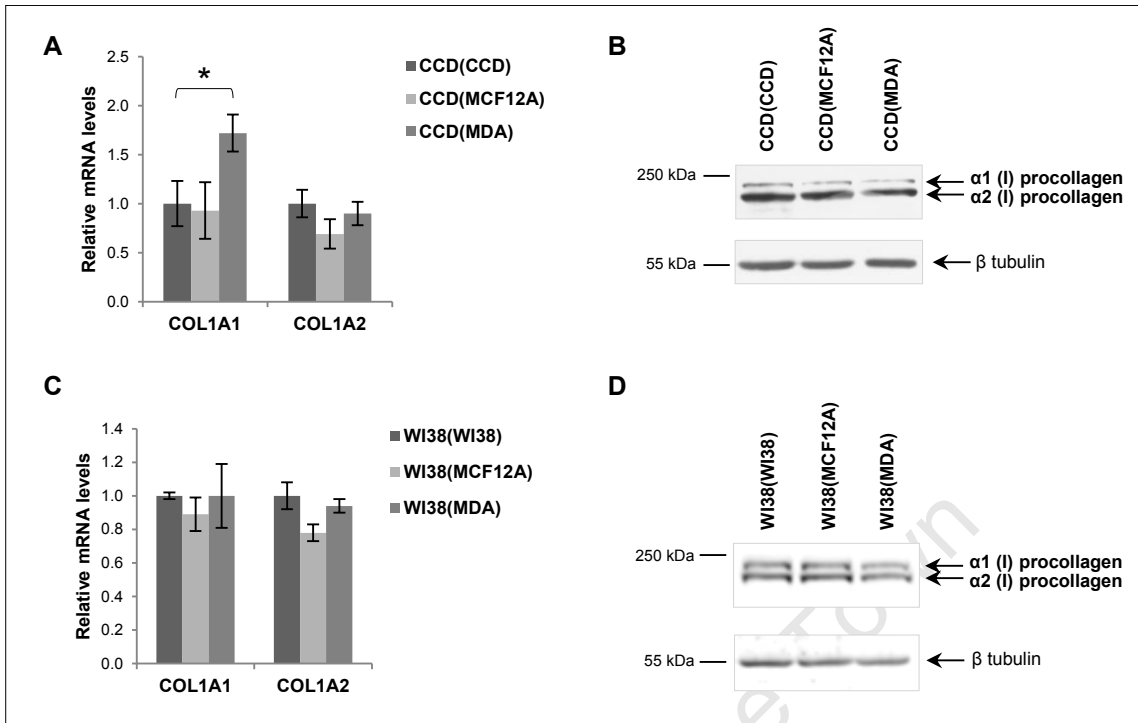 A
2.5
2.0
1.5
1.0
0.5
0.0
Relative mRNA levels
*
COL1A1
COL1A2
CCD(CCD)
CCD(MCF12A)
CCD(MDA)
B
CCD(CCD)
CCD(MCF12A)
CCD(MDA)
250 kDa
α1 (I) procollagen
α2 (I) procollagen
55 kDa
β tubulin
C
1.4
1.2
1.0
0.8
0.6
0.4
0.2
0.0
Relative mRNA levels
COL1A1
COL1A2
WI38(WI38)
WI38(MCF12A)
WI38(MDA)
D
WI38(WI38)
WI38(MCF12A)
WI38(MDA)
250 kDa
α1 (I) procollagen
α2 (I) procollagen
55 kDa
β tubulin